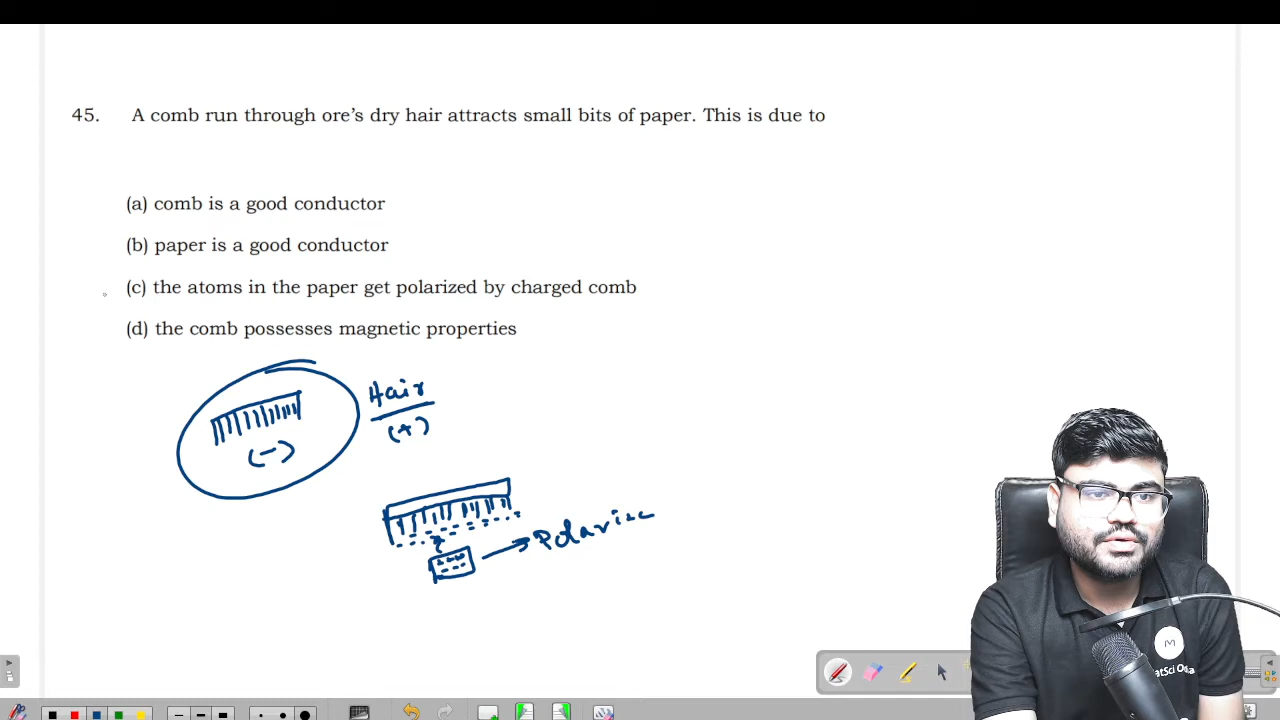 45. A comb run through ore's dry hair attracts small bits of paper. This is due to
(a) comb is a good conductor
(b) paper is a good conductor
(c) the atoms in the paper get polarized by charged comb
(d) the comb possesses magnetic properties
Hair
(-)
(+)
M